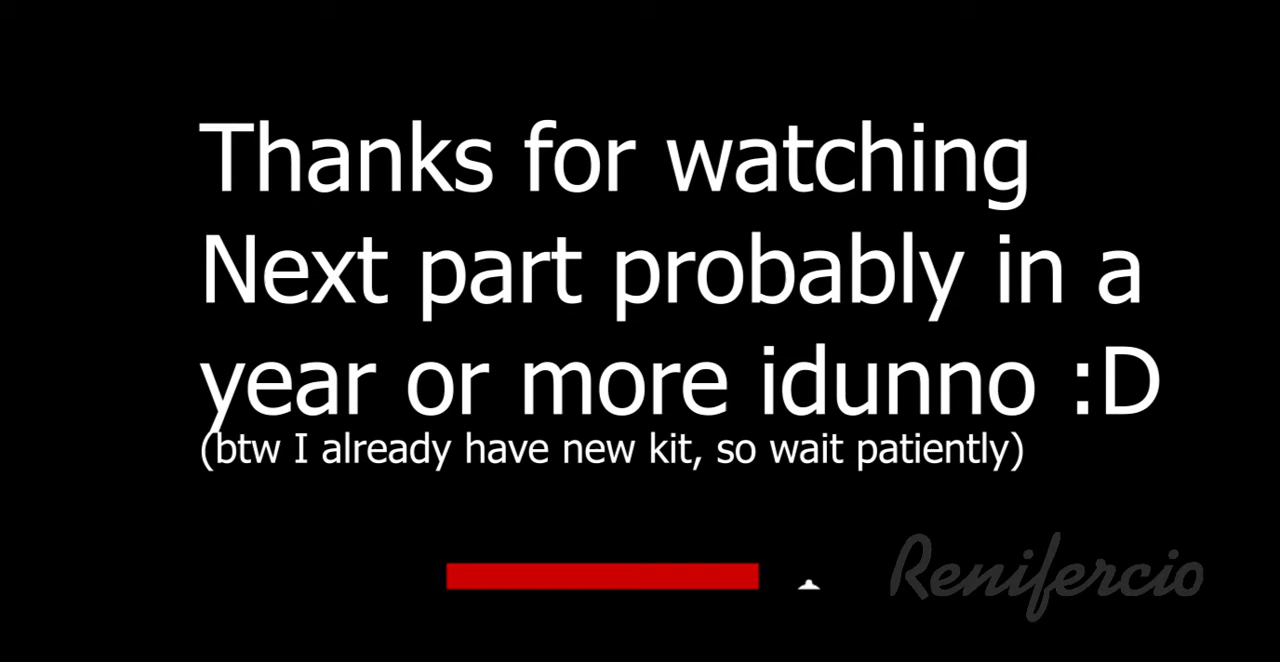 Thanks for watching
Next part probably in a
year or more idunno :D
(btw I already have new kit, so wait patiently)
Renifercio